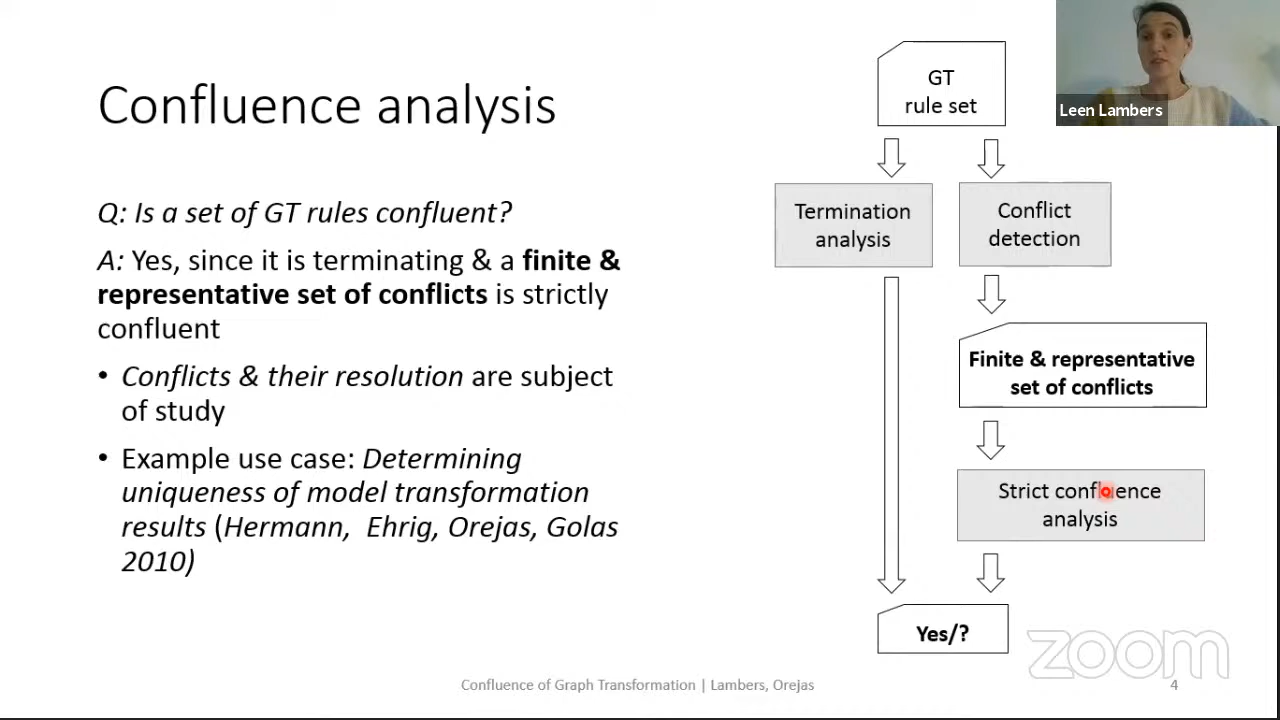 Confluence analysis
Q: Is a set of GT rules confluent?
A: Yes, since it is terminating & a finite &
representative set of conflicts is strictly
confluent
• Conflicts & their resolution are subject
of study
• Example use case: Determining
uniqueness of model transformation
results (Hermann, Ehrig, Orejas, Golas
2010)
GT
rule set
Termination
analysis
Conflict
detection
Finite & representative
set of conflicts
Strict confluence
analysis
Yes/?
Leen Lambers
zoom
Confluence of Graph Transformation | Lambers, Orejas
4